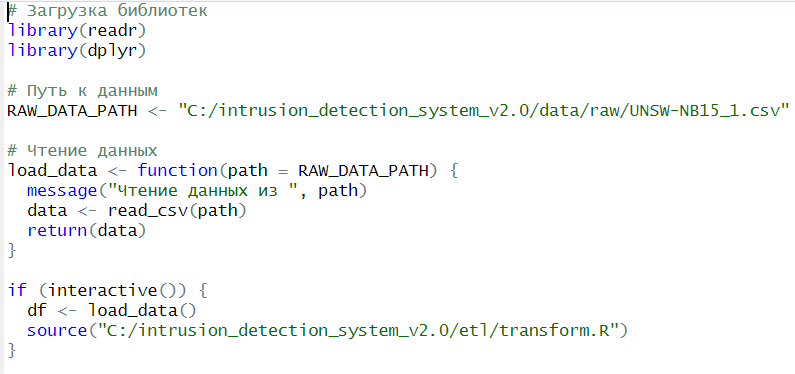 # Загрузка библиотек
library(readr)
library(dplyr)
# Путь к данным
RAW_DATA_PATH <- "C:/intrusion_detection_system_v2.0/data/raw/UNSW-NB15_1.csv"
# Чтение данных
load_data <- function(path = RAW_DATA_PATH) {
  message("Чтение данных из ", path)
  data <- read_csv(path)
  return(data)
}
if (interactive()) {
  df <- load_data()
  source("C:/intrusion_detection_system_v2.0/etl/transform.R")
}